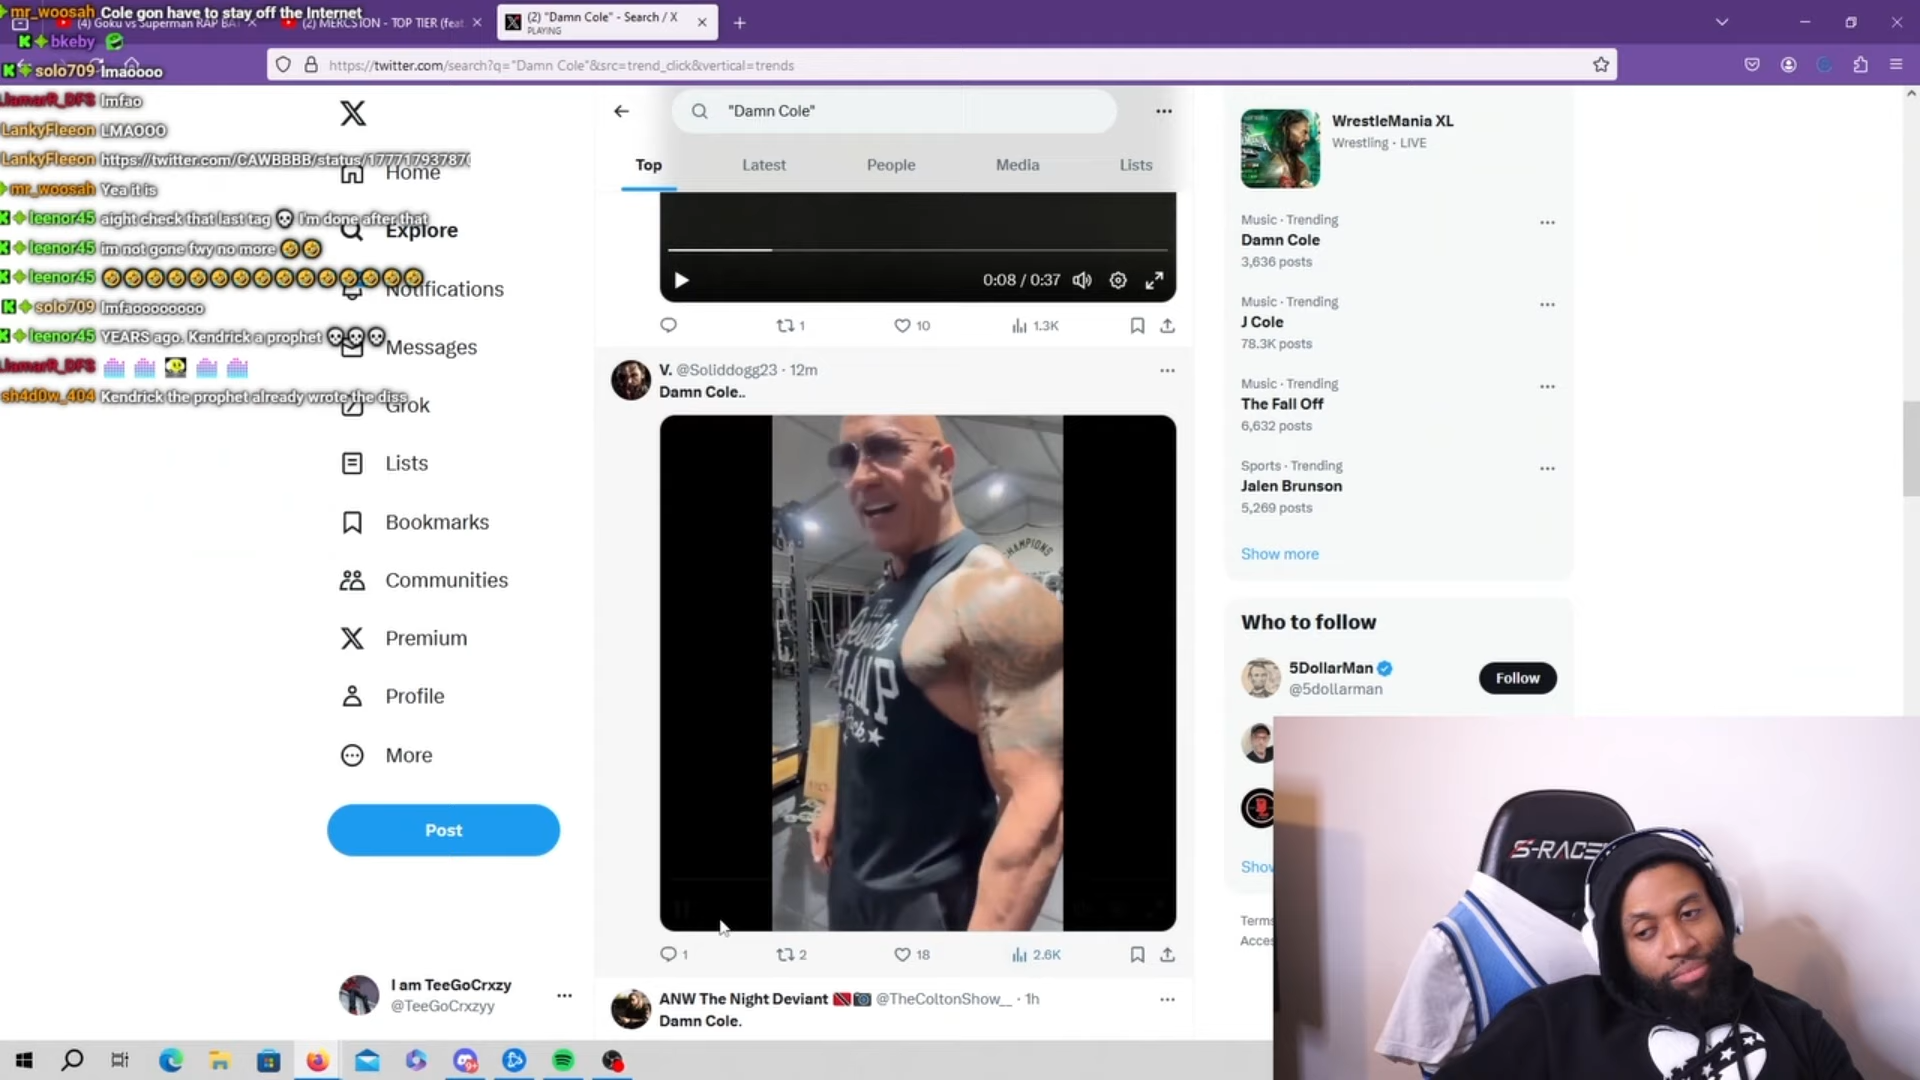 mr_woosah Cole gon have to stay off the Internet
bkeby
solo709 lmaoooo
LamarR_DFS lmfao
LankyFleeon LMAOOO
LankyFleeon https://twitter.com/CAWBBBB/status/177717937870
mr_woosah Yea it is
leenor45 aight check that last tag I'm done after that
leenor45 im not gone fwy no more
leenor45
solo709 lmfaooooooooo
leenor45 YEARS ago. Kendrick a prophet
LamarR_DFS
sh4d0w_404 Kendrick the prophet already wrote the diss
(4) Goku vs Superman RAP BA
(2) MERCSTON - TOP TIER (feat
(2) "Damn Cole" - Search / X
PLAYING
https://twitter.com/search?q="Damn Cole"&src=trend_click&vertical=trends
Home
Explore
Notifications
Messages
Grok
Lists
Bookmarks
Communities
Premium
Profile
More
Post
I am TeeGoCrxzy
@TeeGoCrxzyy
"Damn Cole"
Top Latest People Media Lists
0:08 / 0:37
1 10 1.3K
V. @Soliddogg23 · 12m
Damn Cole..
CHAMPIONS
THE
1 2 18 2.6K
ANW The Night Deviant @TheColtonShow__ · 1h
Damn Cole.
WrestleMania XL
Wrestling · LIVE
Music · Trending
Damn Cole
3,636 posts
Music · Trending
J Cole
78.3K posts
Music · Trending
The Fall Off
6,632 posts
Sports · Trending
Jalen Brunson
5,269 posts
Show more
Who to follow
5DollarMan
@5dollarman
Follow
Show
Terms
Acces
S-RACE
9+